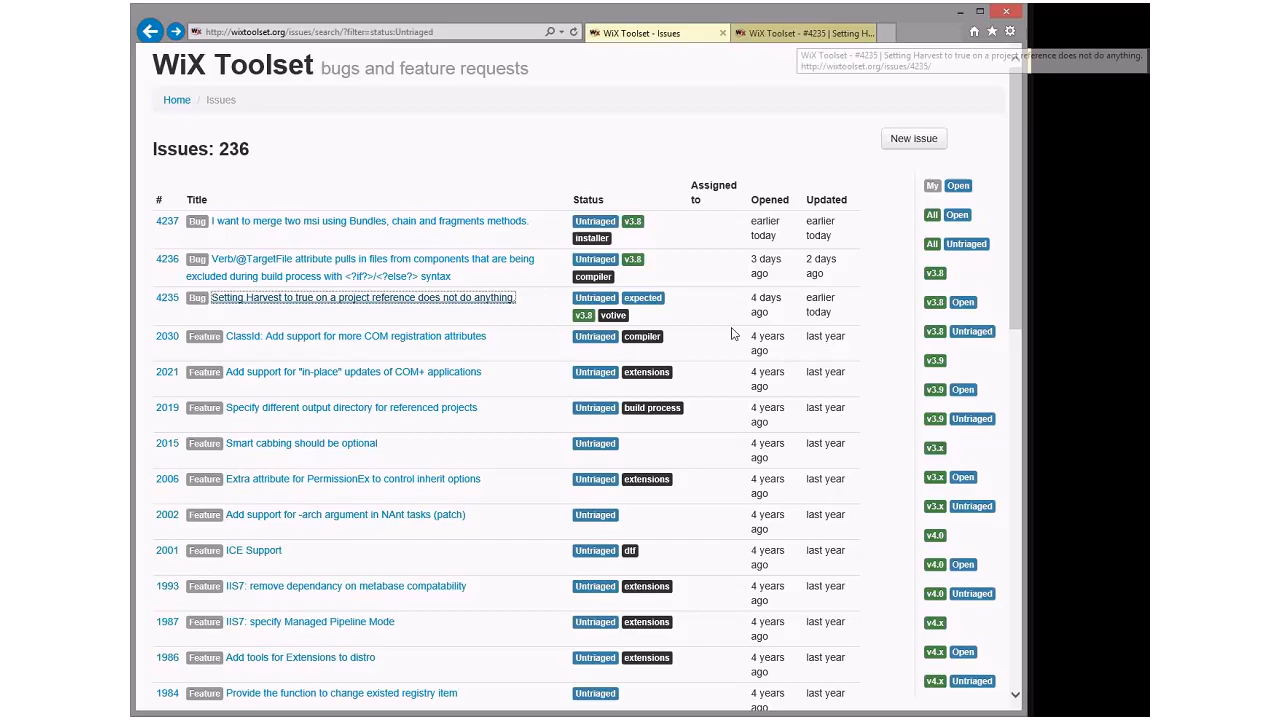 http://wixtoolset.org/issues/search/?filter=status:Untriaged
WiX Toolset - Issues
WiX Toolset - #4235 | Setting H...
WiX Toolset - #4235 | Setting Harvest to true on a project reference does not do anything.
http://wixtoolset.org/issues/4235/
WiX Toolset bugs and feature requests
Home / Issues
New issue
Issues: 236
# Title Status Assigned to Opened Updated
4237 Bug I want to merge two msi using Bundles, chain and fragments methods. Untriaged v3.8 earlier earlier
installer today today
4236 Bug Verb/@TargetFile attribute pulls in files from components that are being Untriaged v3.8 3 days 2 days
excluded during build process with <?if?>/<?else?> syntax compiler ago ago
4235 Bug Setting Harvest to true on a project reference does not do anything. Untriaged expected 4 days earlier
v3.8 votive ago today
2030 Feature ClassId: Add support for more COM registration attributes Untriaged compiler 4 years last year
ago
2021 Feature Add support for "in-place" updates of COM+ applications Untriaged extensions 4 years last year
ago
2019 Feature Specify different output directory for referenced projects Untriaged build process 4 years last year
ago
2015 Feature Smart cabbing should be optional Untriaged 4 years last year
ago
2006 Feature Extra attribute for PermissionEx to control inherit options Untriaged extensions 4 years last year
ago
2002 Feature Add support for -arch argument in NAnt tasks (patch) Untriaged 4 years last year
ago
2001 Feature ICE Support Untriaged dtf 4 years last year
ago
1993 Feature IIS7: remove dependancy on metabase compatability Untriaged extensions 4 years last year
ago
1987 Feature IIS7: specify Managed Pipeline Mode Untriaged extensions 4 years last year
ago
1986 Feature Add tools for Extensions to distro Untriaged extensions 4 years last year
ago
1984 Feature Provide the function to change existed registry item Untriaged 4 years last year
ago
My Open
All Open
All Untriaged
v3.8
v3.8 Open
v3.8 Untriaged
v3.9
v3.9 Open
v3.9 Untriaged
v3.x
v3.x Open
v3.x Untriaged
v4.0
v4.0 Open
v4.0 Untriaged
v4.x
v4.x Open
v4.x Untriaged